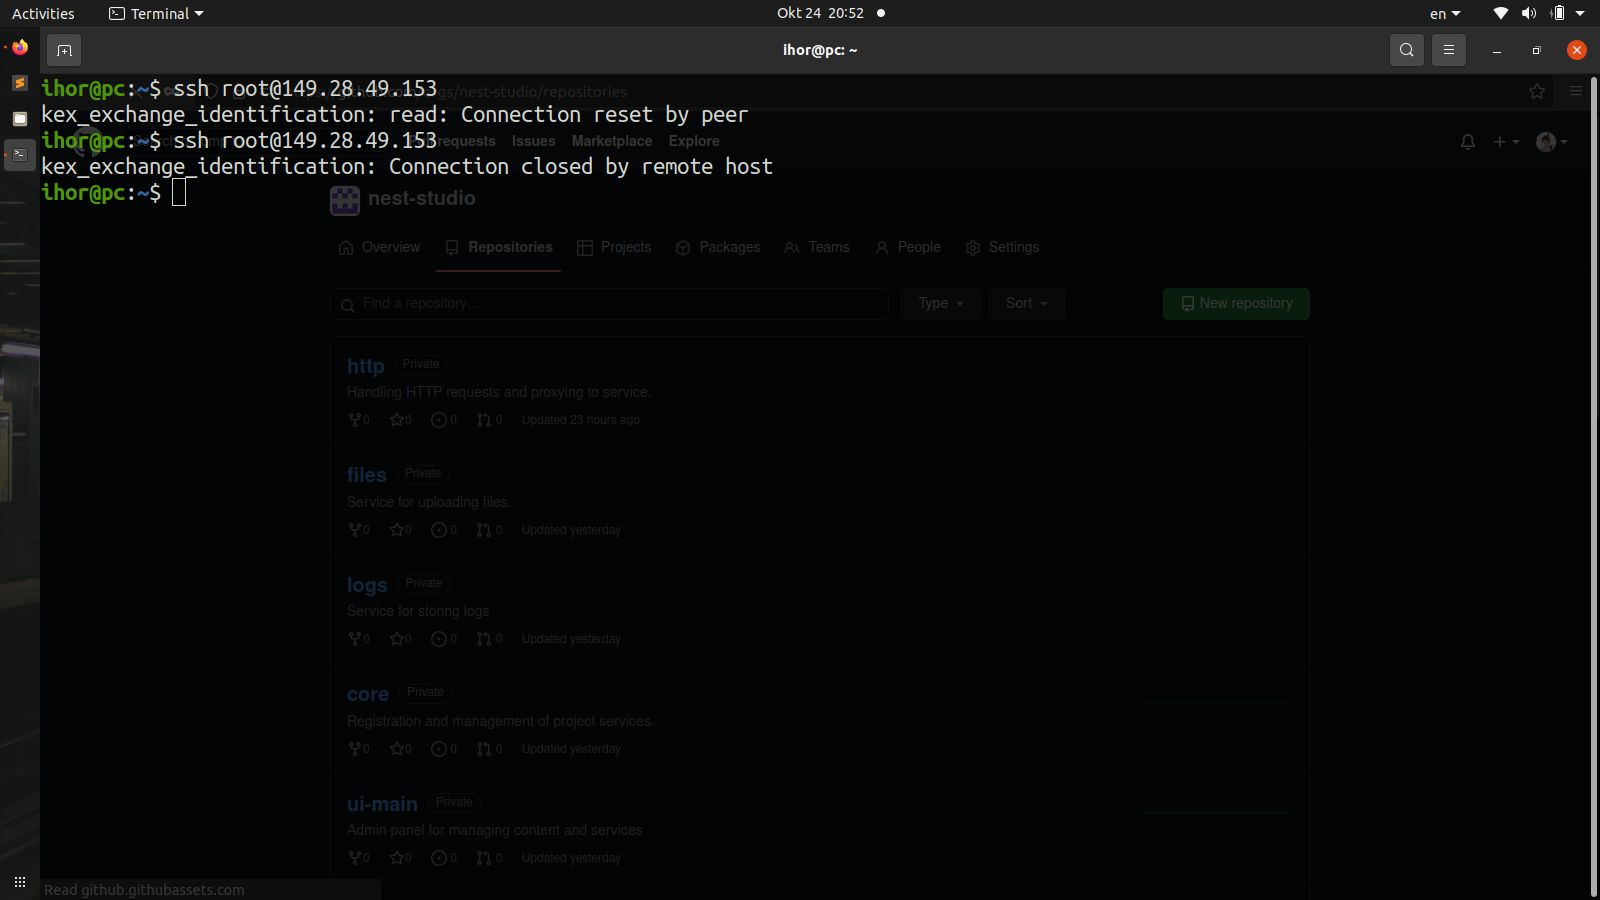 Activities Terminal Okt 24 20:52 en
ihor@pc: ~
ihor@pc:~$ ssh root@149.28.49.153
gs/nest-studio/repositories
kex_exchange_identification: read: Connection reset by peer
ihor@pc:~$ ssh root@149.28.49.153
requests Issues Marketplace Explore
kex_exchange_identification: Connection closed by remote host
ihor@pc:~$
nest-studio
Overview Repositories Projects Packages Teams People Settings
Find a repository… Type Sort New repository
http Private
Handling HTTP requests and proxying to service.
0 0 0 0 Updated 23 hours ago
files Private
Service for uploading files.
0 0 0 0 Updated yesterday
logs Private
Service for storing logs
0 0 0 0 Updated yesterday
core Private
Registration and management of project services.
0 0 0 0 Updated yesterday
ui-main Private
Admin panel for managing content and services
0 0 0 0 Updated yesterday
Read github.githubassets.com